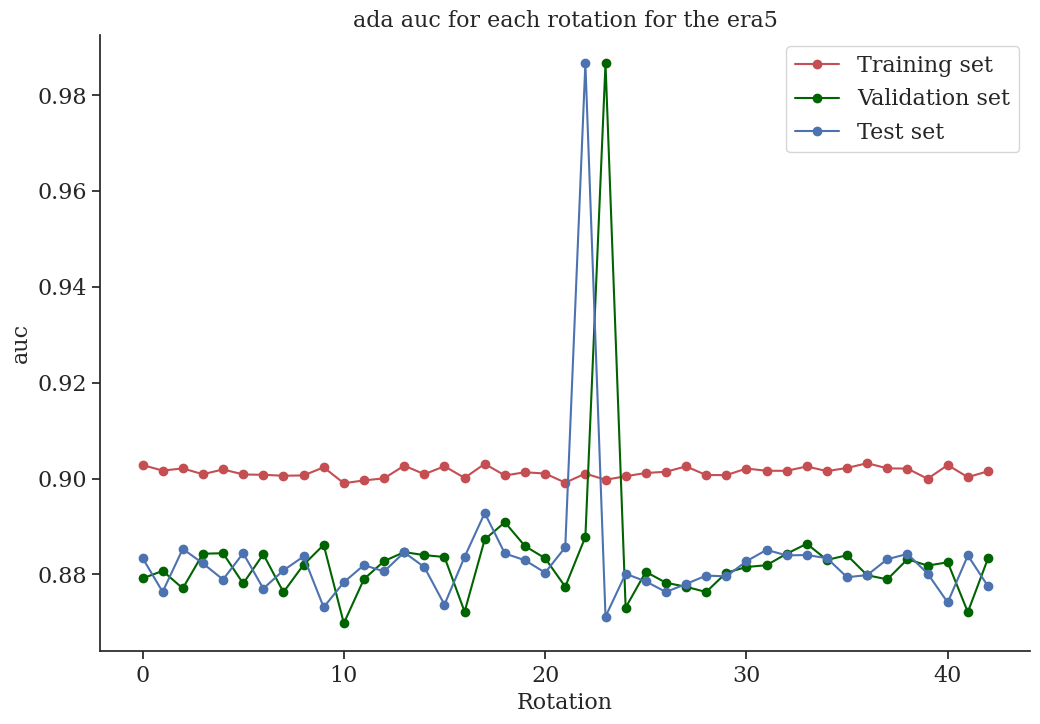 ada auc for each rotation for the era5
Training set
Validation set
Test set
0.98
0.96
0.94
0.92
0.90
0.88
auc
0
10
20
30
40
Rotation